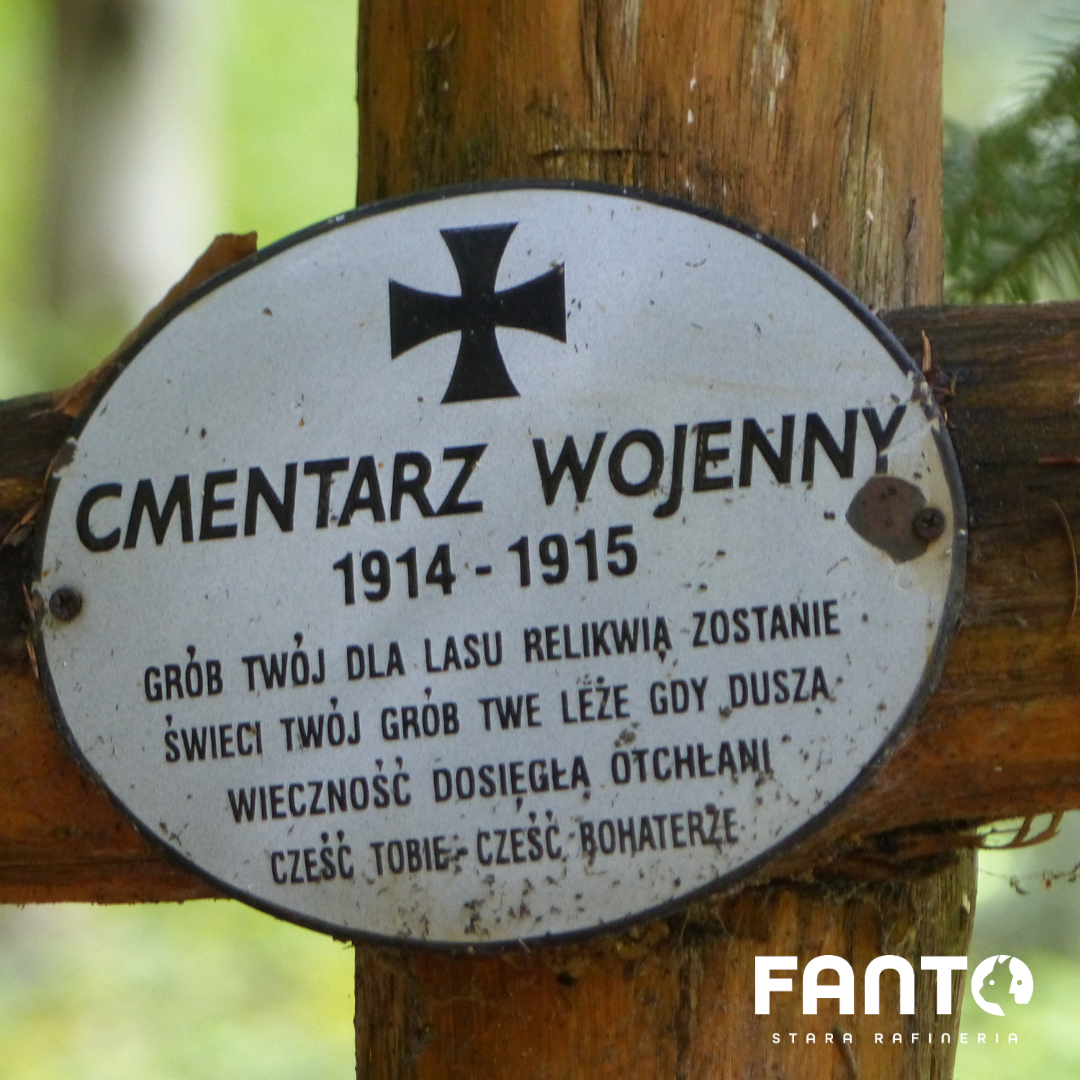 CMENTARZ WOJENNY
1914 - 1915
GRÓB TWÓJ DLA LASU RELIKWIĄ ZOSTANIE
ŚWIECI TWÓJ GRÓB TWE LEŻE GDY DUSZA
WIECZNOŚĆ DOSIĘGŁA OTCHŁANI
CZEŚĆ TOBIE - CZEŚĆ BOHATERZE
FANTO
STARA RAFINERIA